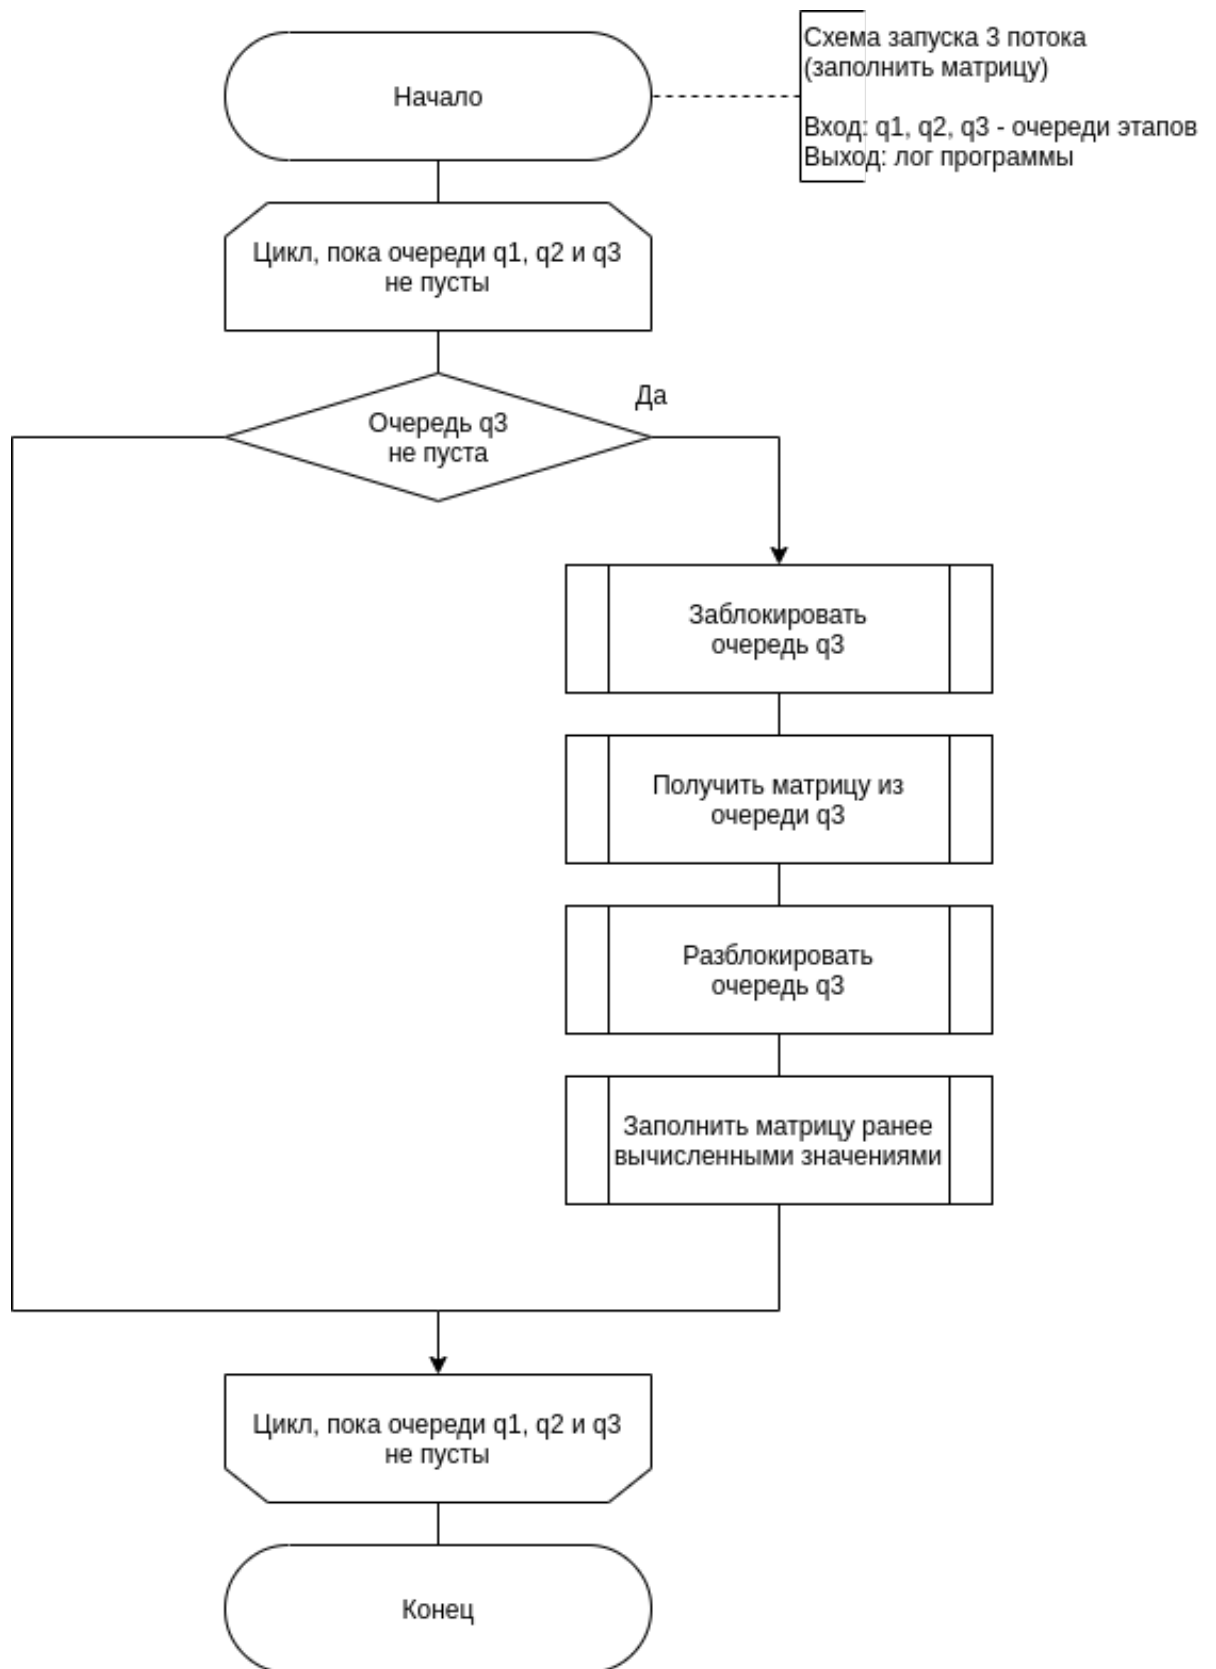 Начало
Схема запуска 3 потока
(заполнить матрицу)
Вход: q1, q2, q3 - очереди этапов
Выход: лог программы
Цикл, пока очереди q1, q2 и q3
не пусты
Очередь q3
не пуста
Да
Заблокировать
очередь q3
Получить матрицу из
очереди q3
Разблокировать
очередь q3
Заполнить матрицу ранее
вычисленными значениями
Цикл, пока очереди q1, q2 и q3
не пусты
Конец